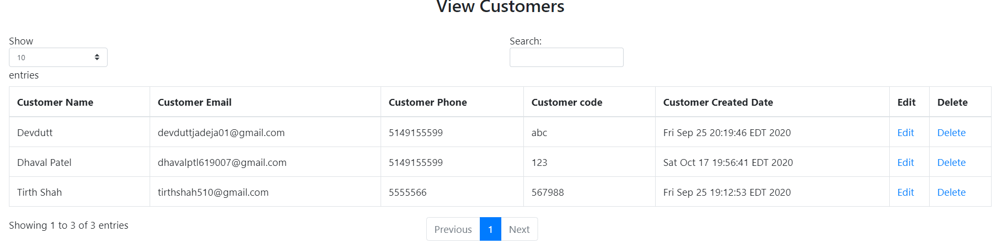 View Customers
Show
Search:
10
entries
Customer Name Customer Email Customer Phone Customer code Customer Created Date Edit Delete
Devdutt devduttjadeja01@gmail.com 5149155599 abc Fri Sep 25 20:19:46 EDT 2020 Edit Delete
Dhaval Patel dhavalptl619007@gmail.com 5149155599 123 Sat Oct 17 19:56:41 EDT 2020 Edit Delete
Tirth Shah tirthshah510@gmail.com 5555566 567988 Fri Sep 25 19:12:53 EDT 2020 Edit Delete
Showing 1 to 3 of 3 entries
Previous 1 Next